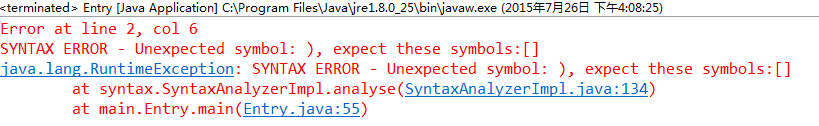 <terminated> Entry [Java Application] C:\Program Files\Java\jre1.8.0_25\bin\javaw.exe (2015年7月26日 下午4:08:25)
Error at line 2, col 6
SYNTAX ERROR - Unexpected symbol: ), expect these symbols:[]
java.lang.RuntimeException: SYNTAX ERROR - Unexpected symbol: ), expect these symbols:[]
at syntax.SyntaxAnalyzerImpl.analyse(SyntaxAnalyzerImpl.java:134)
at main.Entry.main(Entry.java:55)